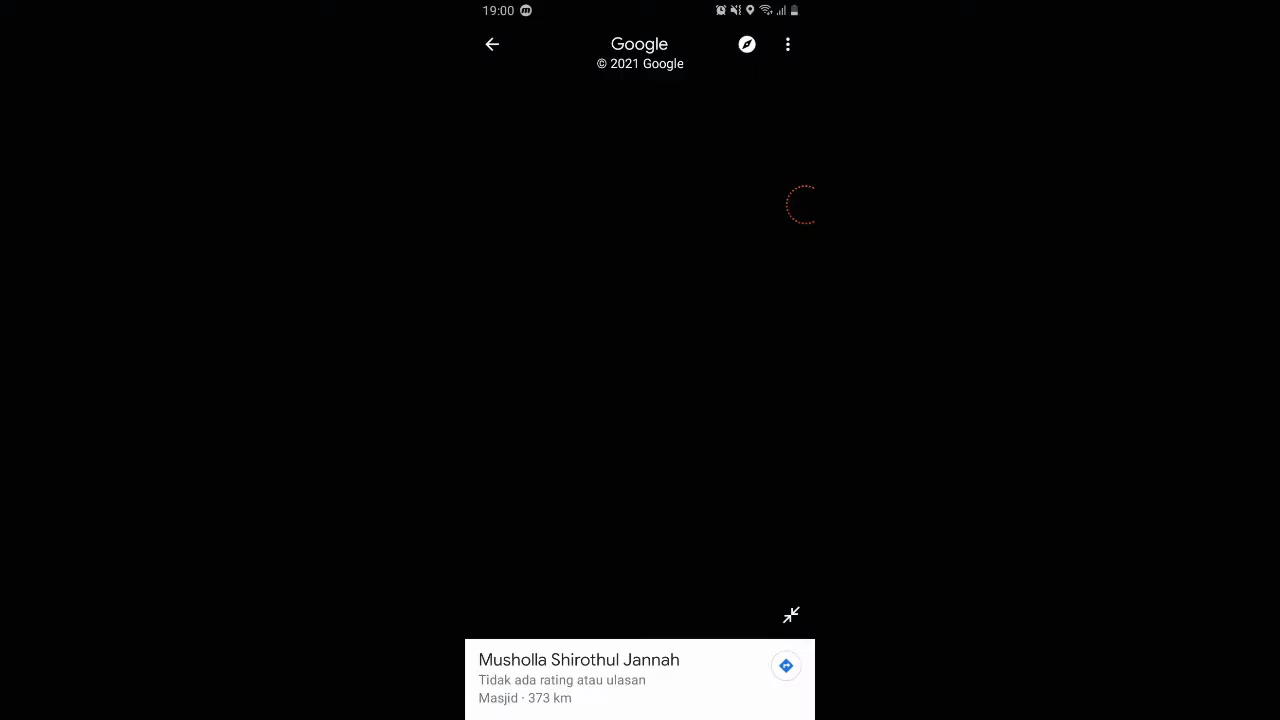 19:00
Google
© 2021 Google
Musholla Shirothul Jannah
Tidak ada rating atau ulasan
Masjid · 373 km